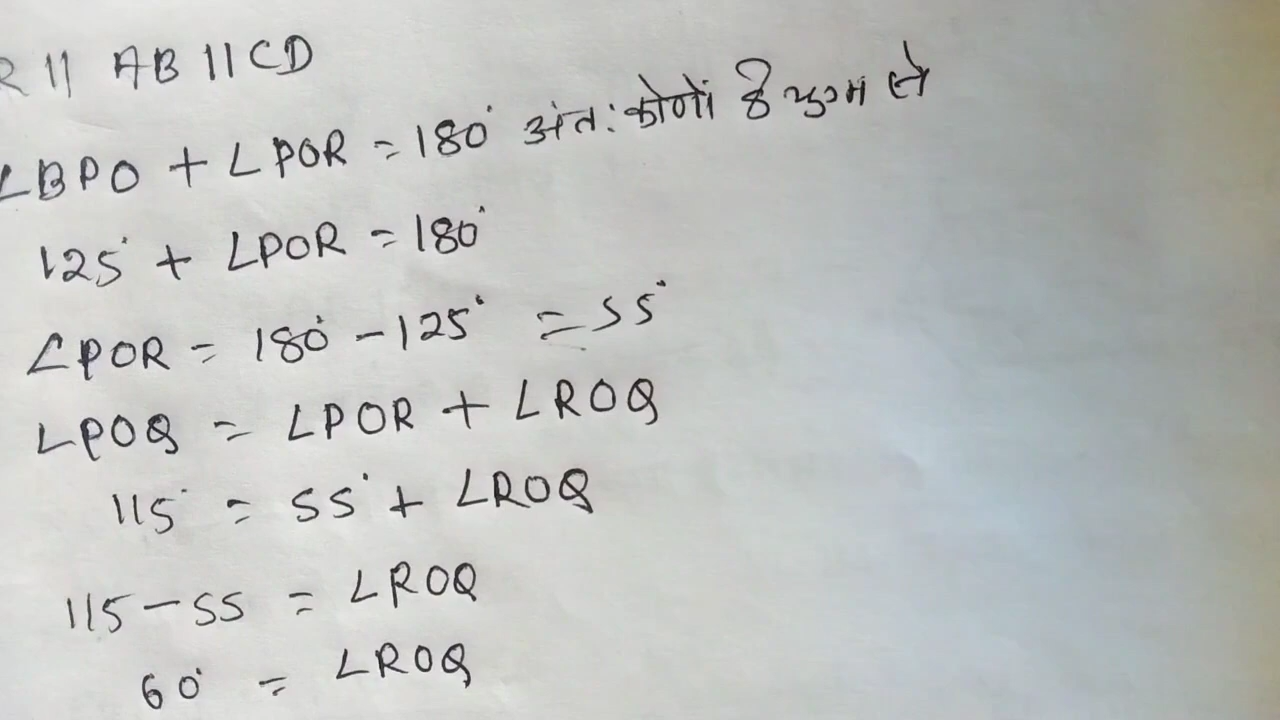 R || AB || CD
∠BPO + ∠POR = 180° अंत: कोणों के युग्म से
125° + ∠POR = 180°
∠POR = 180° - 125° = 55°
∠POQ = ∠POR + ∠ROQ
115° = 55° + ∠ROQ
115 - 55 = ∠ROQ
60° = ∠ROQ